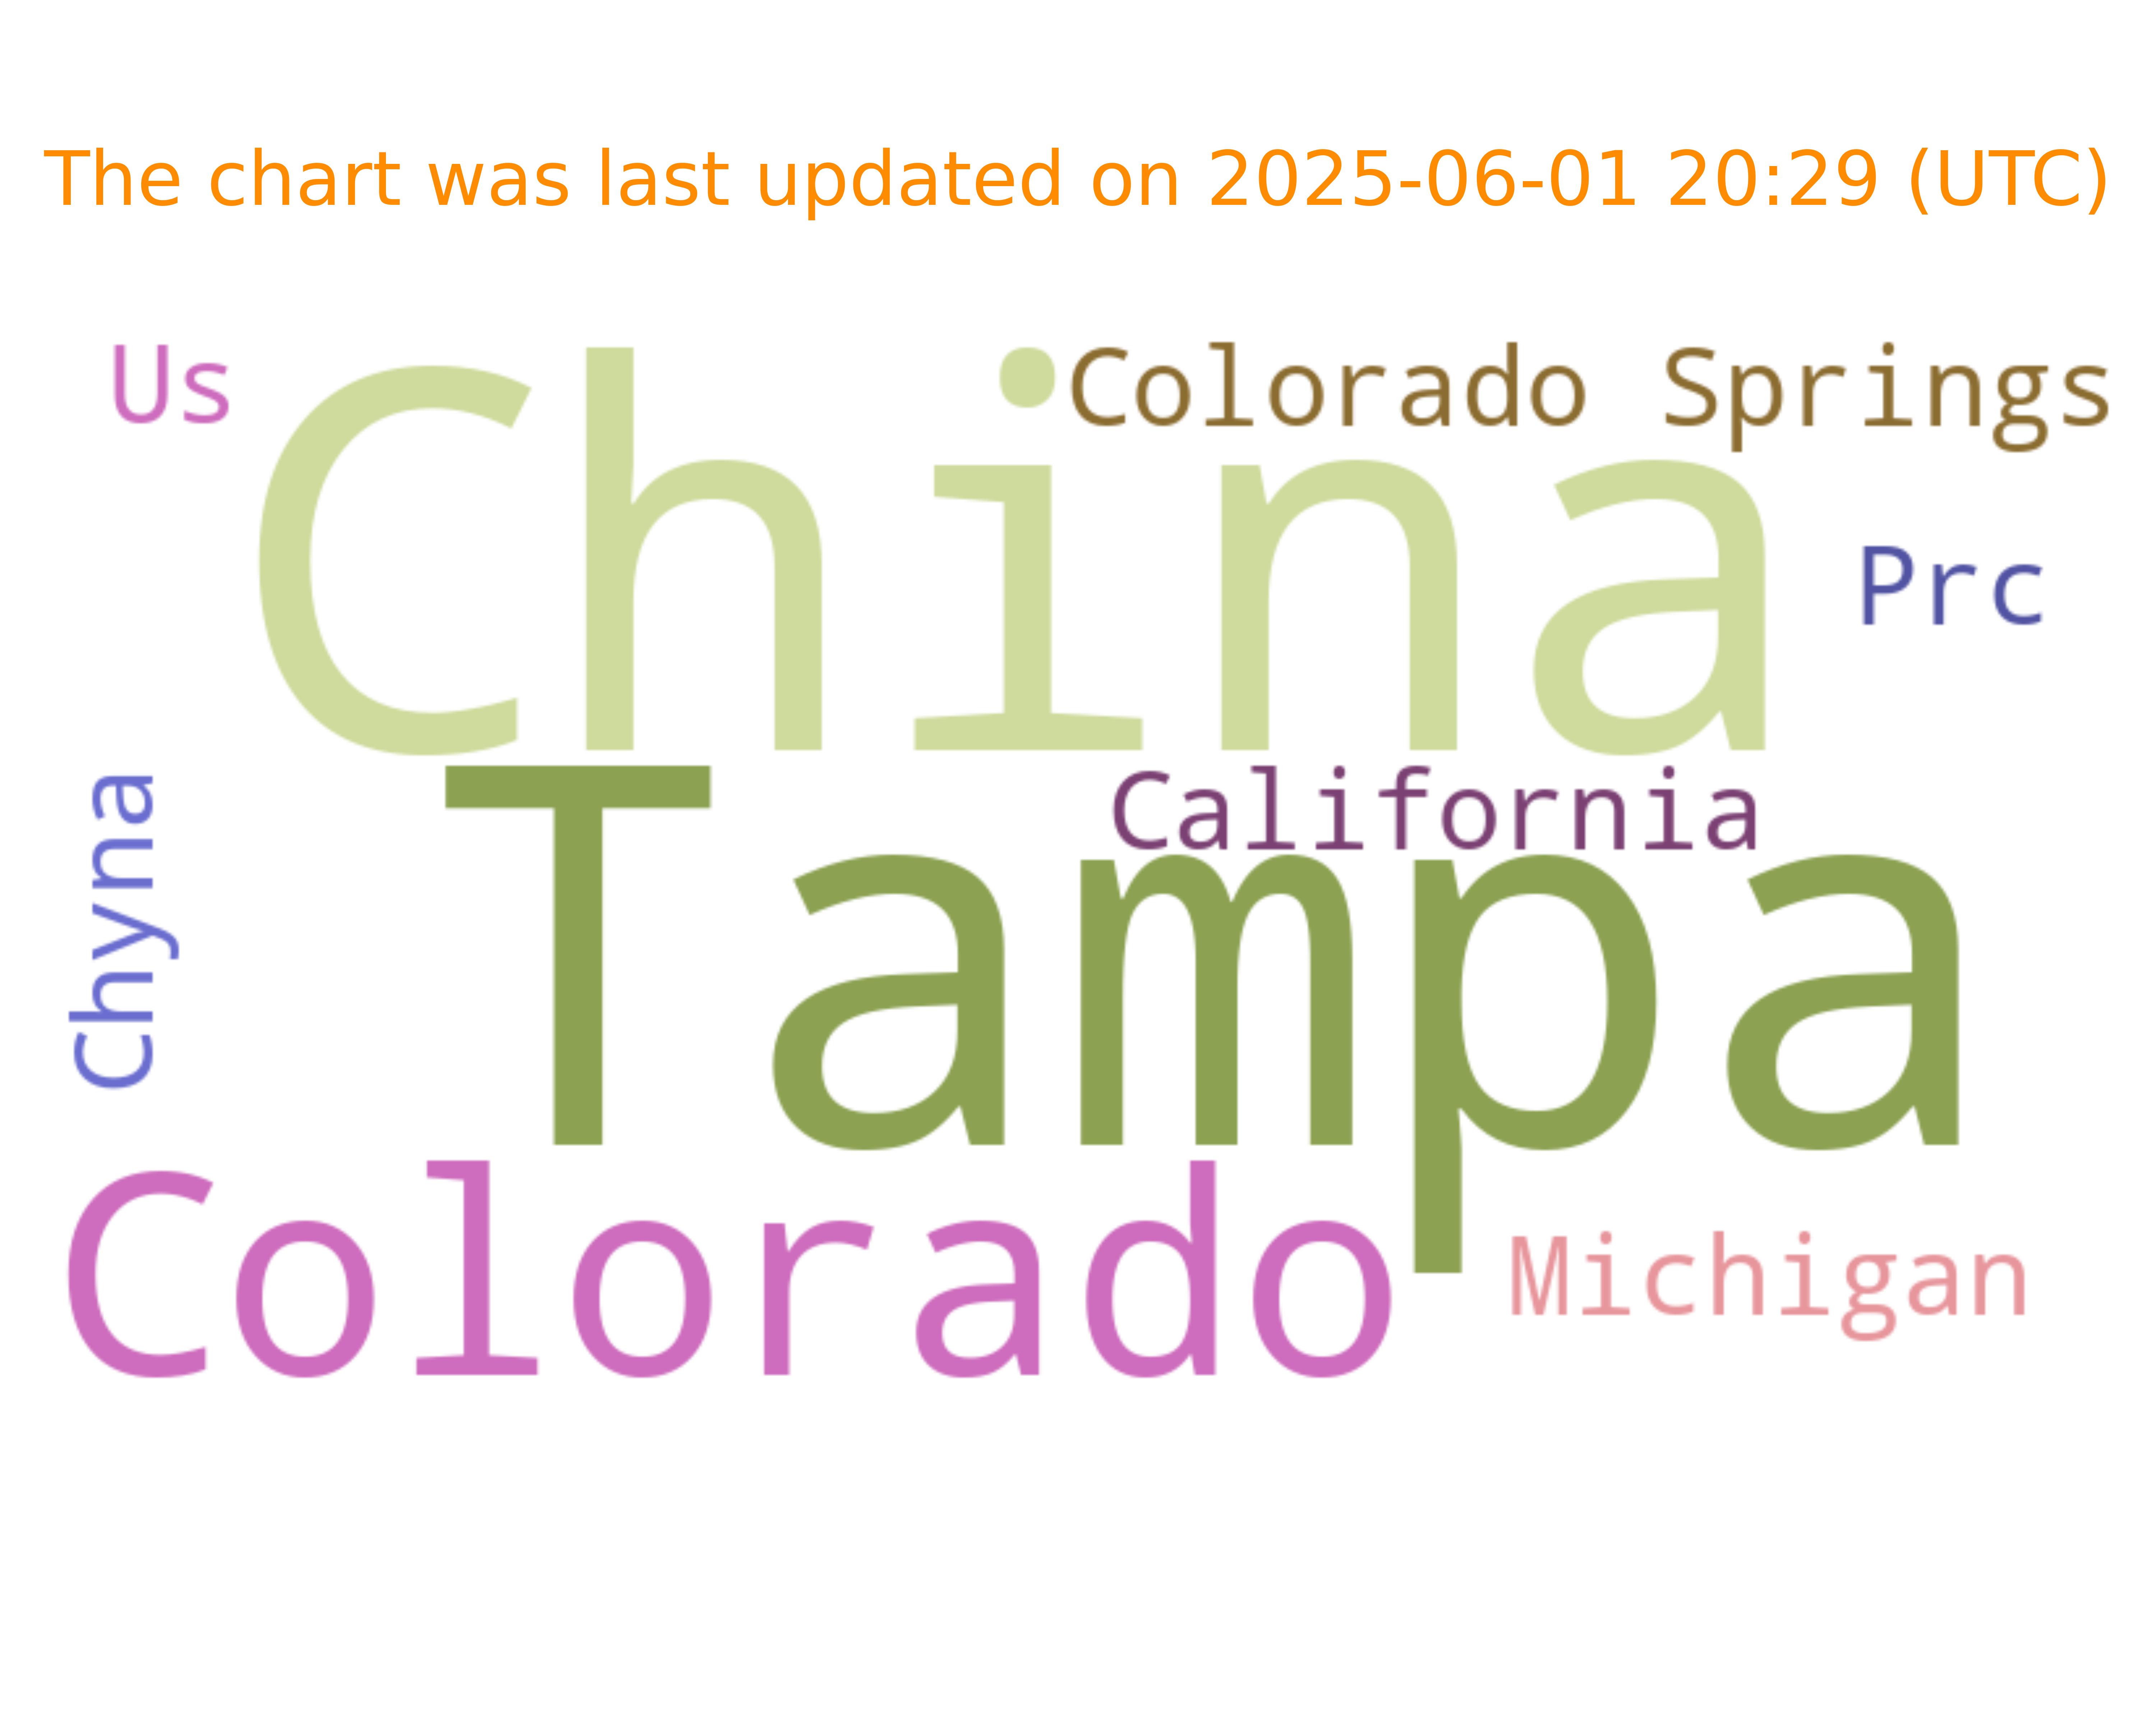 The chart was last updated on 2025-06-01 20:29 (UTC)
Us
Colorado Springs
China
Prc
California
Chyna
Tampa
Colorado
Michigan